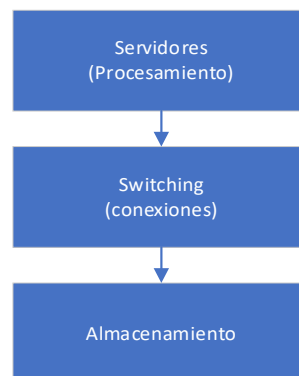 Servidores
(Procesamiento)
Switching
(conexiones)
Almacenamiento